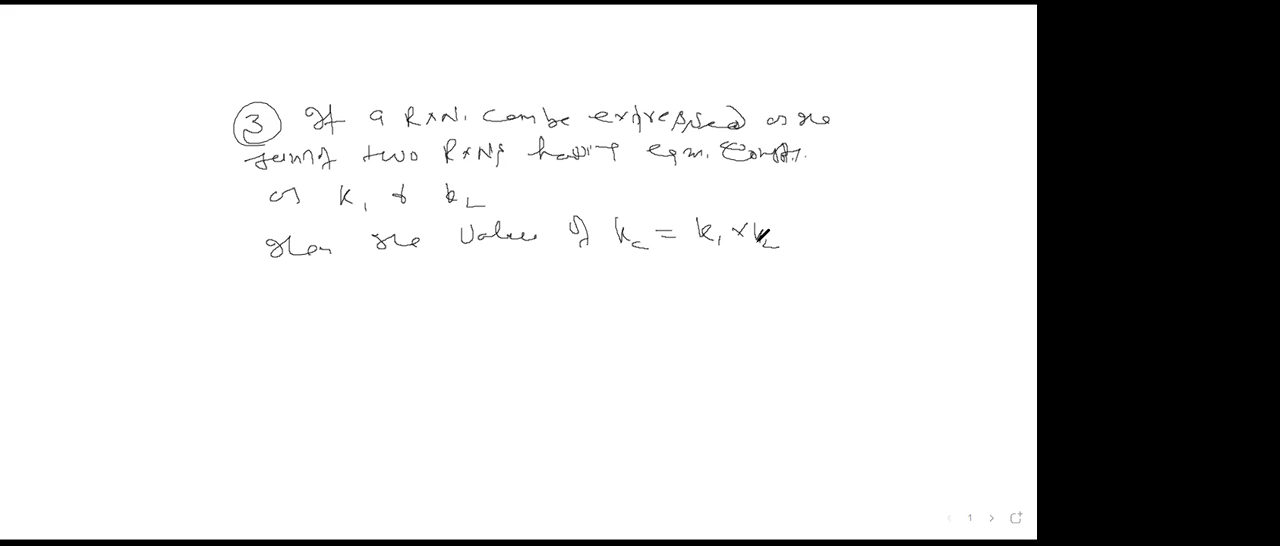 ③ If a RXN. can be expressed as the
sum of two RXNs having eqm. Const.
as K₁ & K₂
then the value of Kc = K₁ × K₂
1